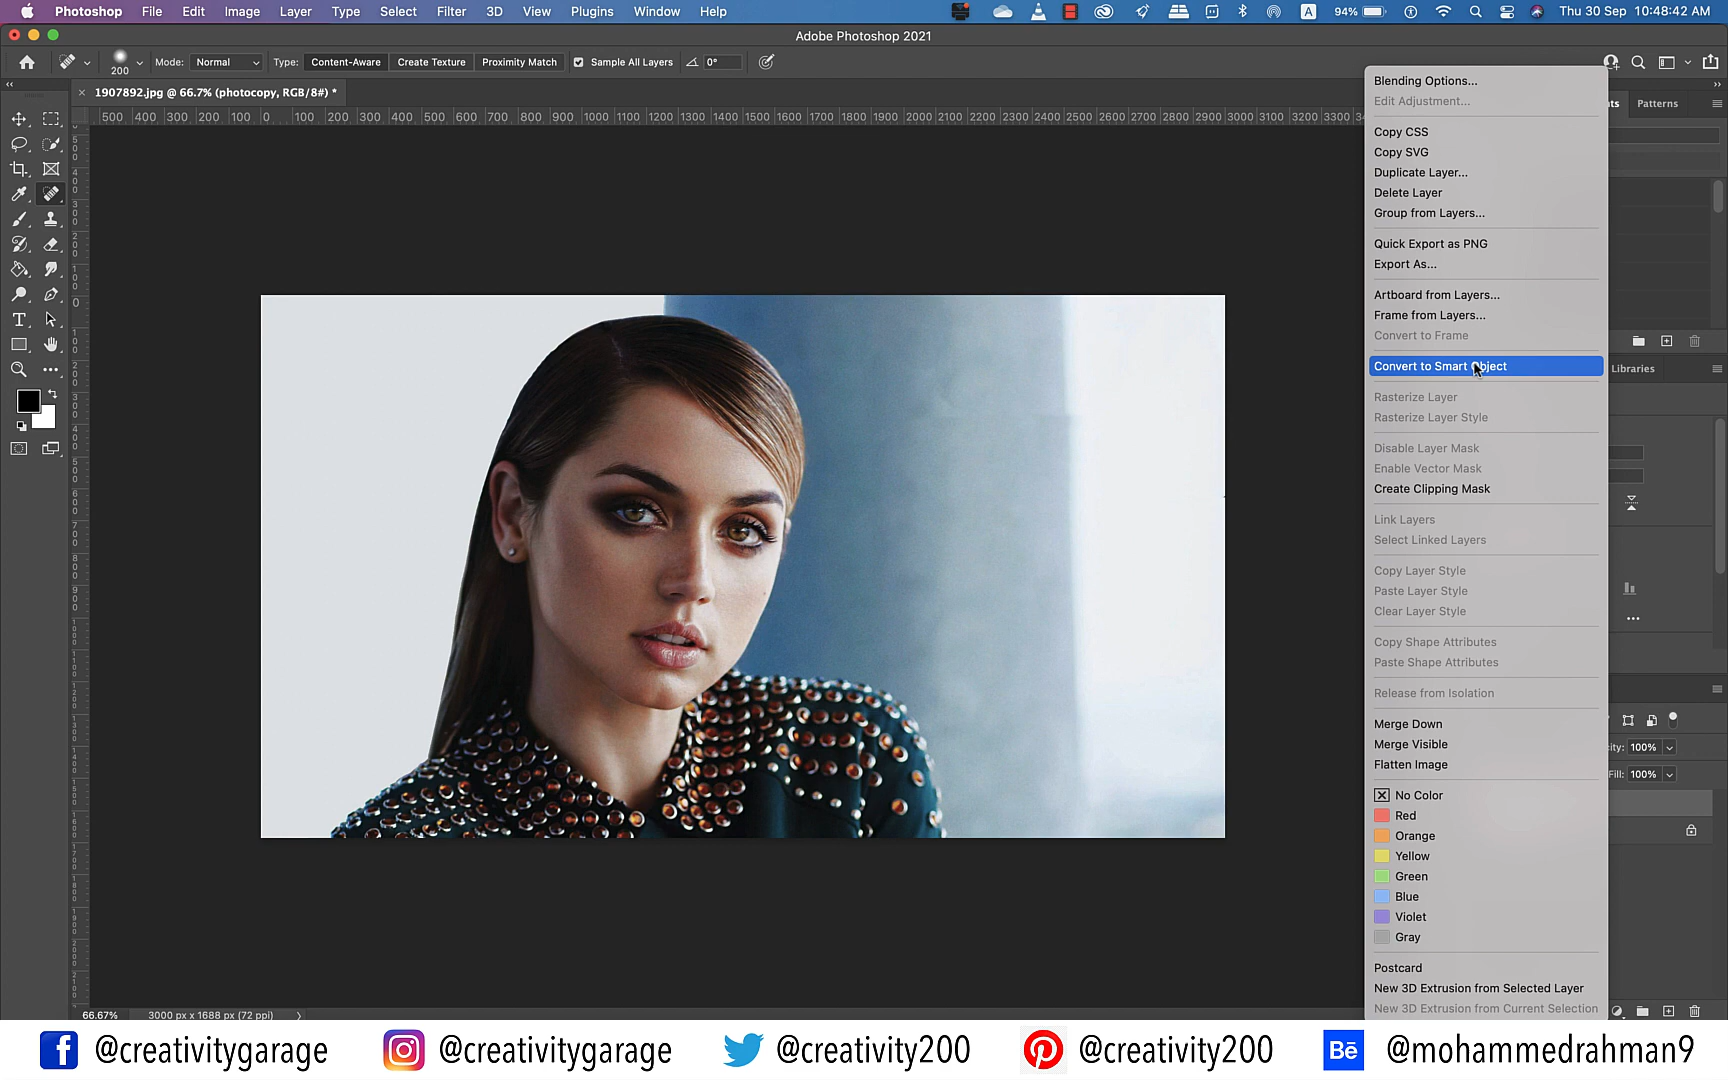 Photoshop File Edit Image Layer Type Select Filter 3D View Plugins Window Help A 94% Thu 30 Sep 10:48:42 AM
Adobe Photoshop 2021
200 Mode: Normal Type: Content-Aware Create Texture Proximity Match Sample All Layers 0°
× 1907892.jpg @ 66.7% (photocopy, RGB/8#) *
500 400 300 200 100 0 100 200 300 400 500 600 700 800 900 1000 1100 1200 1300 1400 1500 1600 1700 1800 1900 2000 2100 2200 2300 2400 2500 2600 2700 2800 2900 3000 3100 3200 3300
Blending Options...
Edit Adjustment...
Copy CSS
Copy SVG
Duplicate Layer...
Delete Layer
Group from Layers...
Quick Export as PNG
Export As...
Artboard from Layers...
Frame from Layers...
Convert to Frame
Convert to Smart Object
Rasterize Layer
Rasterize Layer Style
Disable Layer Mask
Enable Vector Mask
Create Clipping Mask
Link Layers
Select Linked Layers
Copy Layer Style
Paste Layer Style
Clear Layer Style
Copy Shape Attributes
Paste Shape Attributes
Release from Isolation
Merge Down
Merge Visible
Flatten Image
No Color
Red
Orange
Yellow
Green
Blue
Violet
Gray
Postcard
New 3D Extrusion from Selected Layer
New 3D Extrusion from Current Selection
Patterns
Libraries
100%
Fill: 100%
66.67% 3000 px x 1688 px (72 ppi)
@creativitygarage @creativitygarage @creativity200 @creativity200 Bē @mohammedrahman9